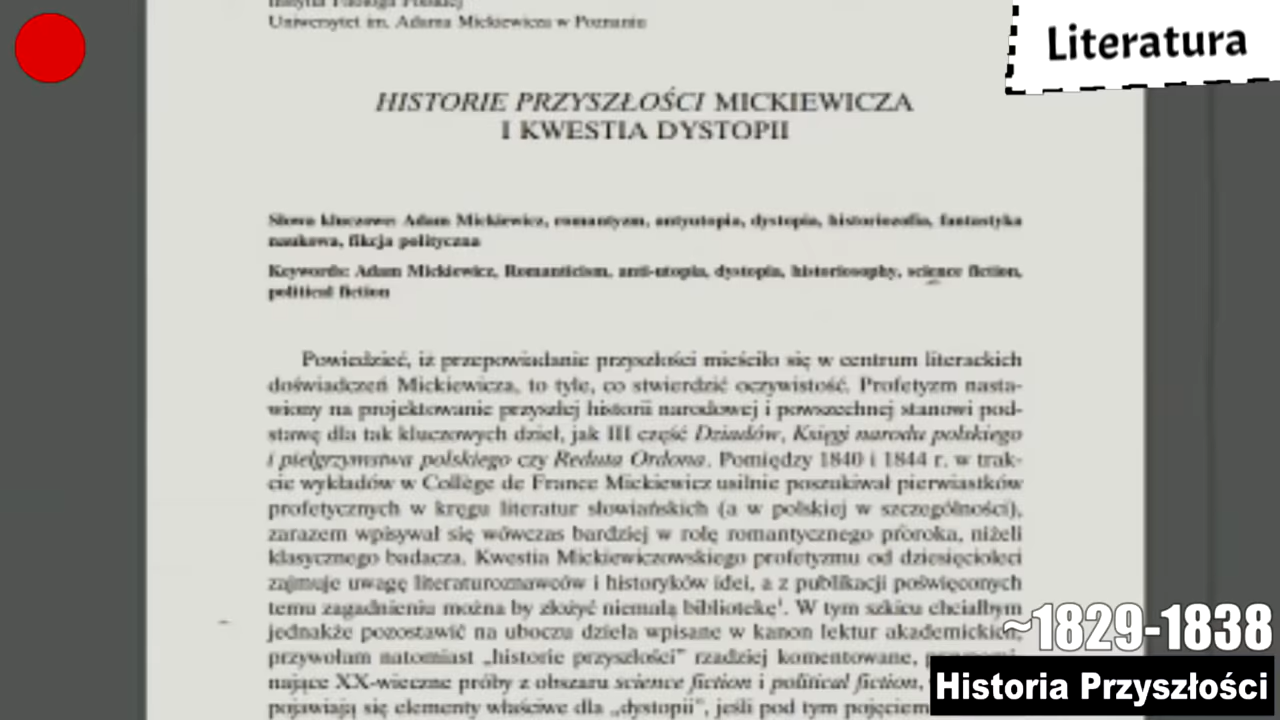 Instytut Filologii Polskiej
Uniwersytet im. Adama Mickiewicza w Poznaniu
Literatura
HISTORIE PRZYSZŁOŚCI MICKIEWICZA
I KWESTIA DYSTOPII
Słowa kluczowe: Adam Mickiewicz, romantyzm, antyutopia, dystopia, historiozofia, fantastyka
naukowa, fikcja polityczna
Keywords: Adam Mickiewicz, Romanticism, anti-utopia, dystopia, historiosophy, science fiction,
political fiction
Powiedzieć, iż przepowiadanie przyszłości mieściło się w centrum literackich
doświadczeń Mickiewicza, to tyle, co stwierdzić oczywistość. Profetyzm nasta-
wiony na projektowanie przyszłej historii narodowej i powszechnej stanowi pod-
stawę dla tak kluczowych dzieł, jak III część Dziadów, Księgi narodu polskiego
i pielgrzymstwa polskiego czy Reduta Ordona. Pomiędzy 1840 i 1844 r. w trak-
cie wykładów w Collège de France Mickiewicz usilnie poszukiwał pierwiastków
profetycznych w kręgu literatur słowiańskich (a w polskiej w szczególności),
zarazem wpisywał się wówczas bardziej w rolę romantycznego proroka, niżeli
klasycznego badacza. Kwestia Mickiewiczowskiego profetyzmu od dziesięcioleci
zajmuje uwagę literaturoznawców i historyków idei, a z publikacji poświęconych
temu zagadnieniu można by złożyć niemałą bibliotekę¹. W tym szkicu chciałbym
jednakże pozostawić na uboczu dzieła wpisane w kanon lektur akademickich,
przywołam natomiast „historie przyszłości” rzadziej komentowane,
nające XX-wieczne próby z obszaru science fiction i political fiction,
pojawiają się elementy właściwe dla „dystopii”, jeśli pod tym pojęciem
~1829-1838
Historia Przyszłości